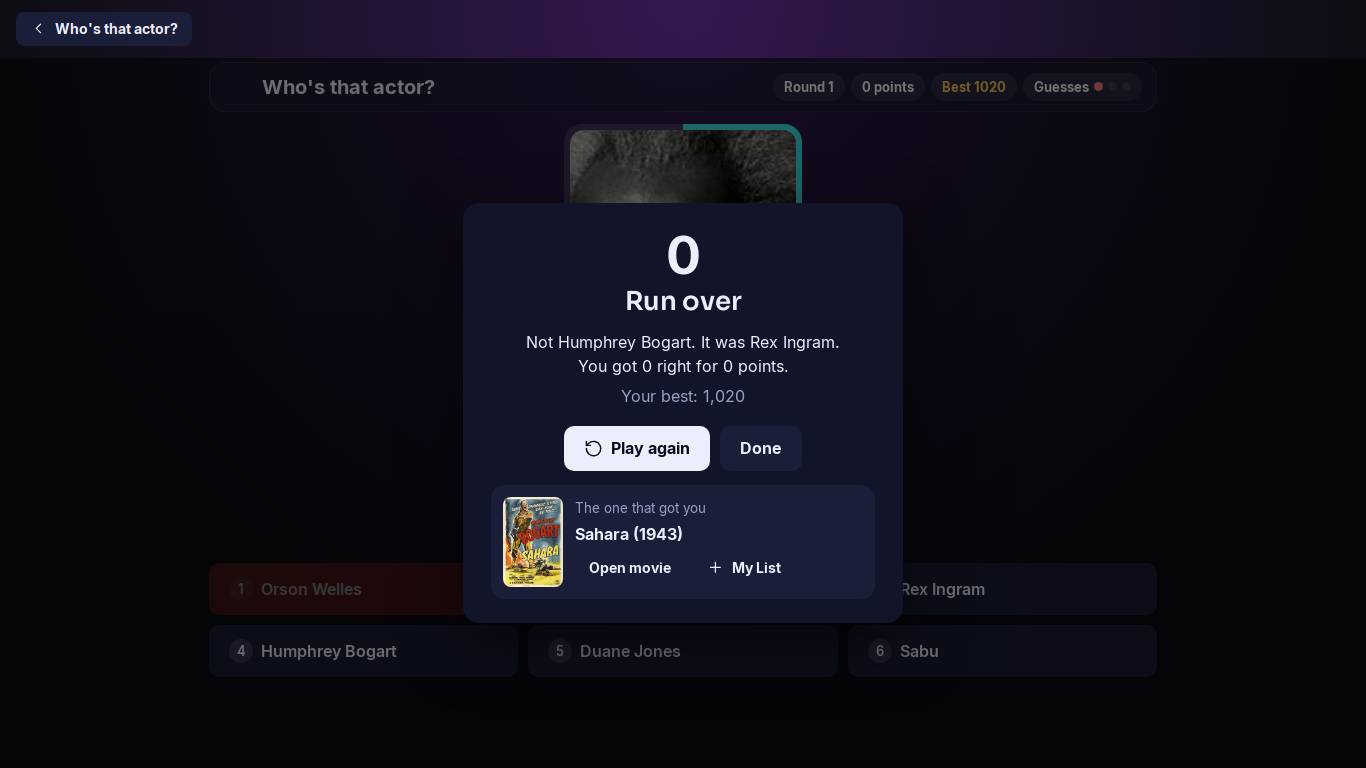 Who's that actor?
Who's that actor?
Round 1
0 points
Best 1020
Guesses
0
Run over
Not Humphrey Bogart. It was Rex Ingram.
You got 0 right for 0 points.
Your best: 1,020
Play again
Done
The one that got you
Sahara (1943)
Open movie
My List
BOGART
SAHARA
1 Orson Welles
Rex Ingram
4 Humphrey Bogart
5 Duane Jones
6 Sabu